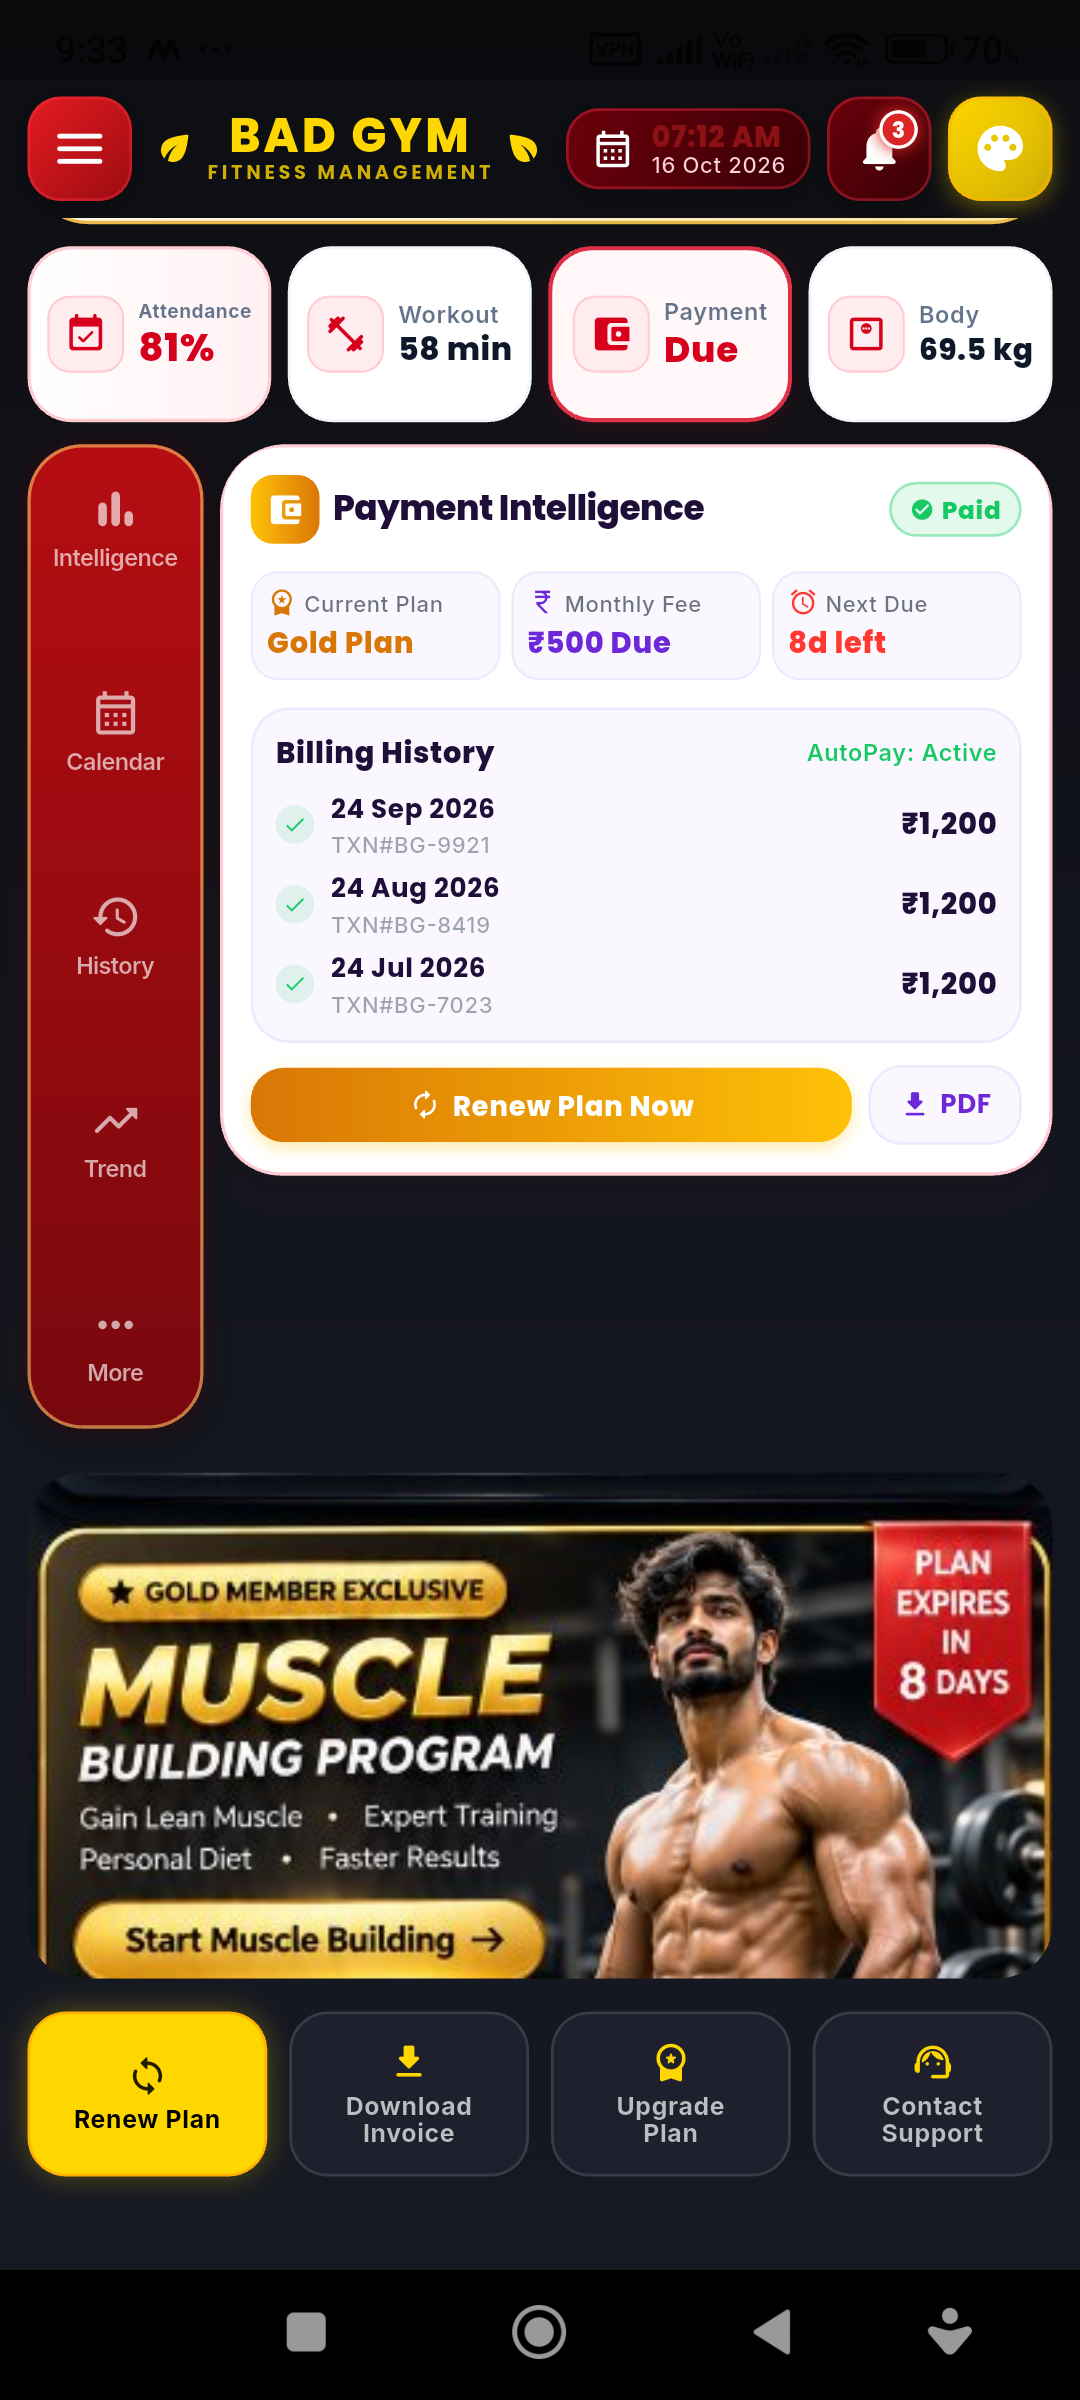 9:33
VPN
Vo
WiFi
70%
BAD GYM
FITNESS MANAGEMENT
07:12 AM
16 Oct 2026
3
Attendance
81%
Workout
58 min
Payment
Due
Body
69.5 kg
Intelligence
Calendar
History
Trend
More
Payment Intelligence
Paid
Current Plan
Gold Plan
Monthly Fee
₹500 Due
Next Due
8d left
Billing History
AutoPay: Active
24 Sep 2026
TXN#BG-9921
₹1,200
24 Aug 2026
TXN#BG-8419
₹1,200
24 Jul 2026
TXN#BG-7023
₹1,200
Renew Plan Now
PDF
★ GOLD MEMBER EXCLUSIVE
MUSCLE
BUILDING PROGRAM
Gain Lean Muscle • Expert Training
Personal Diet • Faster Results
Start Muscle Building →
PLAN
EXPIRES
IN
8 DAYS
Renew Plan
Download
Invoice
Upgrade
Plan
Contact
Support